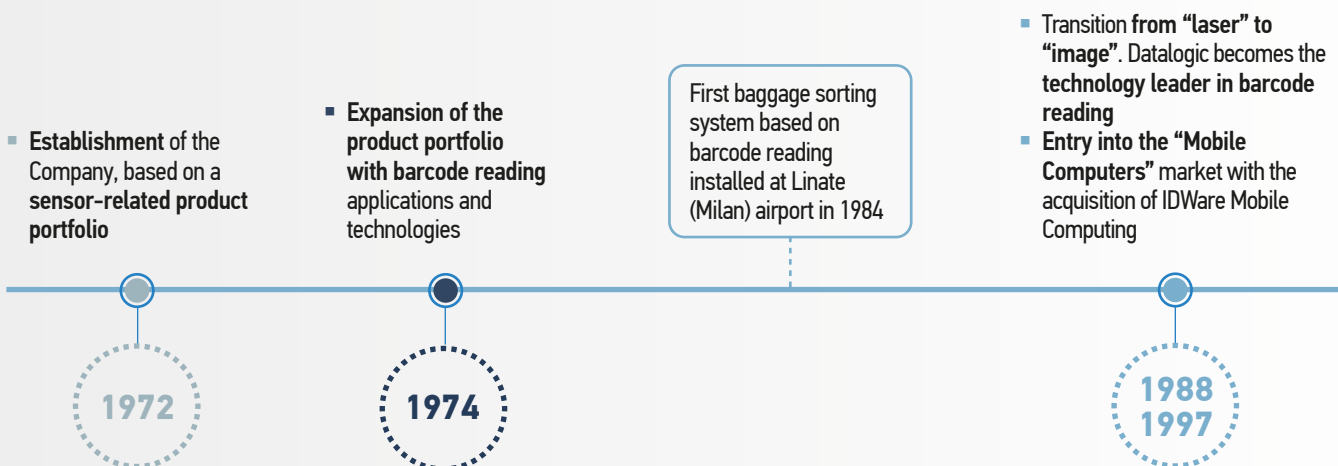 ▪ Establishment of the
Company, based on a
sensor-related product
portfolio
1972
▪ Expansion of the
product portfolio
with barcode reading
applications and
technologies
1974
First baggage sorting
system based on
barcode reading
installed at Linate
(Milan) airport in 1984
▪ Transition from “laser” to
“image”. Datalogic becomes the
technology leader in barcode
reading
▪ Entry into the “Mobile
Computers” market with the
acquisition of IDWare Mobile
Computing
1988
1997